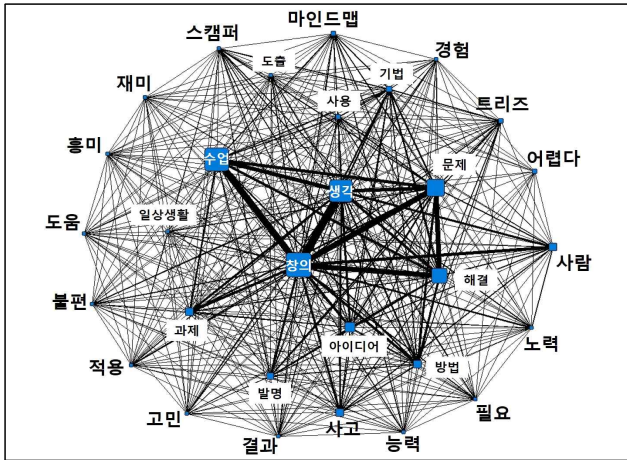 마인드맵
스캠퍼
도출
기법
경험
재미
사용
트리즈
흥미
수업
생각
문제
어렵다
도움
일상생활
사람
창의
해결
불편
과제
아이디어
노력
적용
발명
방법
고민
사고
필요
결과
능력